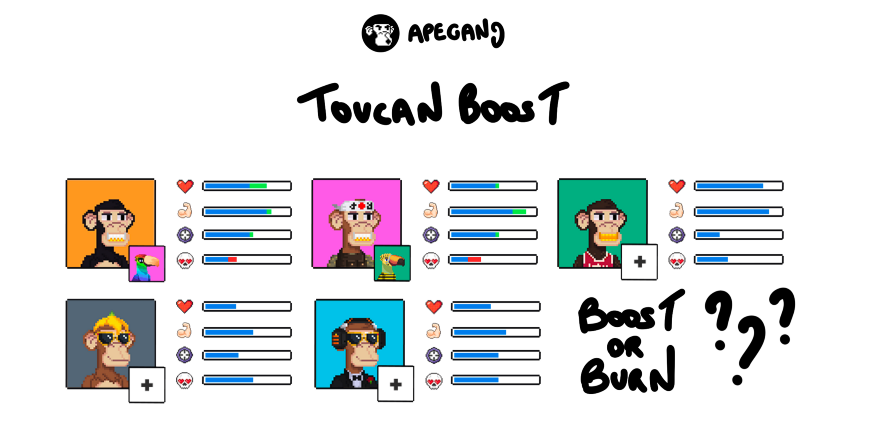 APEGANG
TOUCAN BOOST
BOOST
OR
BURN
???